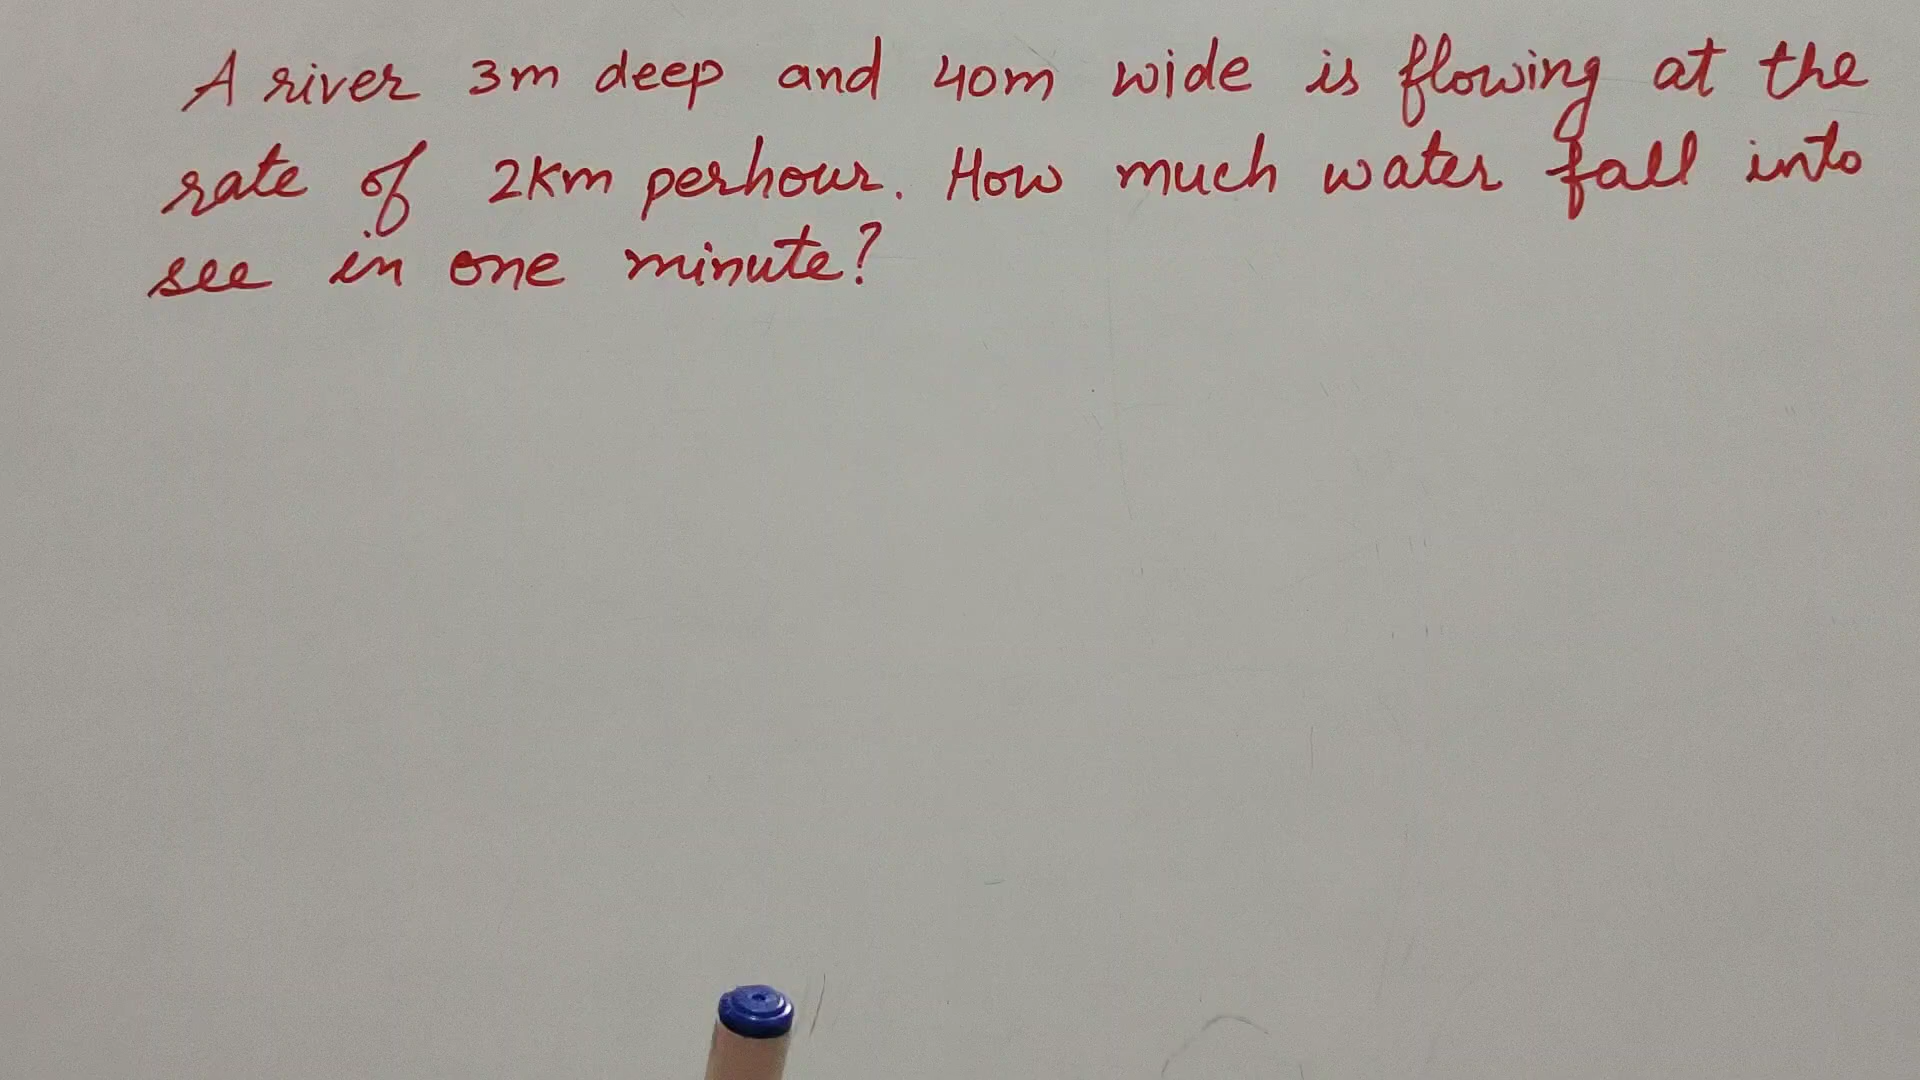 A river 3m deep and 40m wide is flowing at the
rate of 2km perhour. How much water fall into
see in one minute?